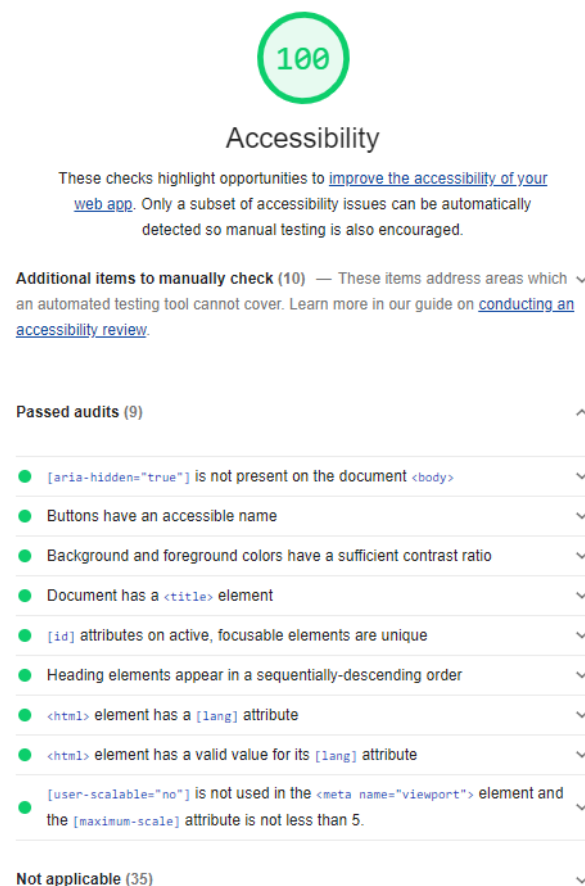 100
Accessibility
These checks highlight opportunities to improve the accessibility of your
web app. Only a subset of accessibility issues can be automatically
detected so manual testing is also encouraged.
Additional items to manually check (10) — These items address areas which
an automated testing tool cannot cover. Learn more in our guide on conducting an
accessibility review.
Passed audits (9)
[aria-hidden="true"] is not present on the document <body>
Buttons have an accessible name
Background and foreground colors have a sufficient contrast ratio
Document has a <title> element
[id] attributes on active, focusable elements are unique
Heading elements appear in a sequentially-descending order
<html> element has a [lang] attribute
<html> element has a valid value for its [lang] attribute
[user-scalable="no"] is not used in the <meta name="viewport"> element and
the [maximum-scale] attribute is not less than 5.
Not applicable (35)